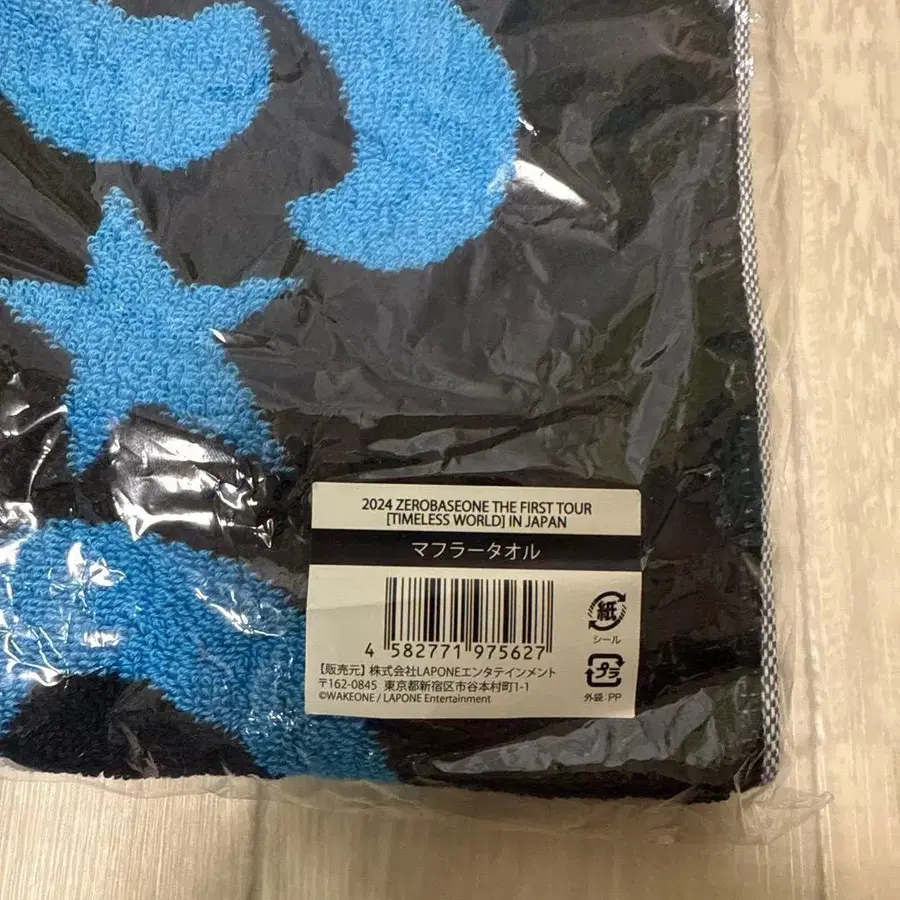 2024 ZEROBASEONE THE FIRST TOUR
[TIMELESS WORLD] IN JAPAN
マフラータオル
4 582771 975627
紙
シール
プラ
外袋:PP
【販売元】株式会社LAPONEエンタテインメント
〒162-0845 東京都新宿区市谷本村町1-1
©WAKEONE / LAPONE Entertainment